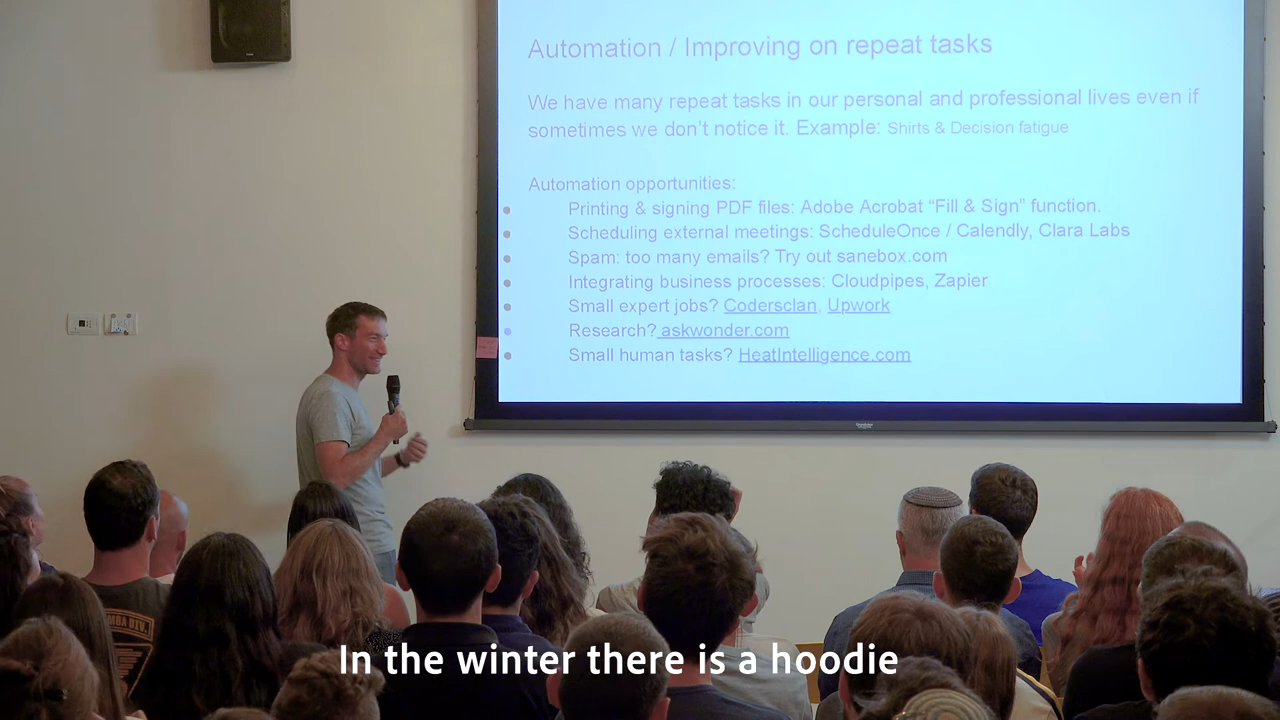 Automation / Improving on repeat tasks
We have many repeat tasks in our personal and professional lives even if
sometimes we don't notice it. Example: Shirts & Decision fatigue
Automation opportunities:
Printing & signing PDF files: Adobe Acrobat “Fill & Sign” function.
Scheduling external meetings: ScheduleOnce / Calendly, Clara Labs
Spam: too many emails? Try out sanebox.com
Integrating business processes: Cloudpipes, Zapier
Small expert jobs? Codersclan, Upwork
Research? askwonder.com
Small human tasks? HeatIntelligence.com
DIV.
In the winter there is a hoodie